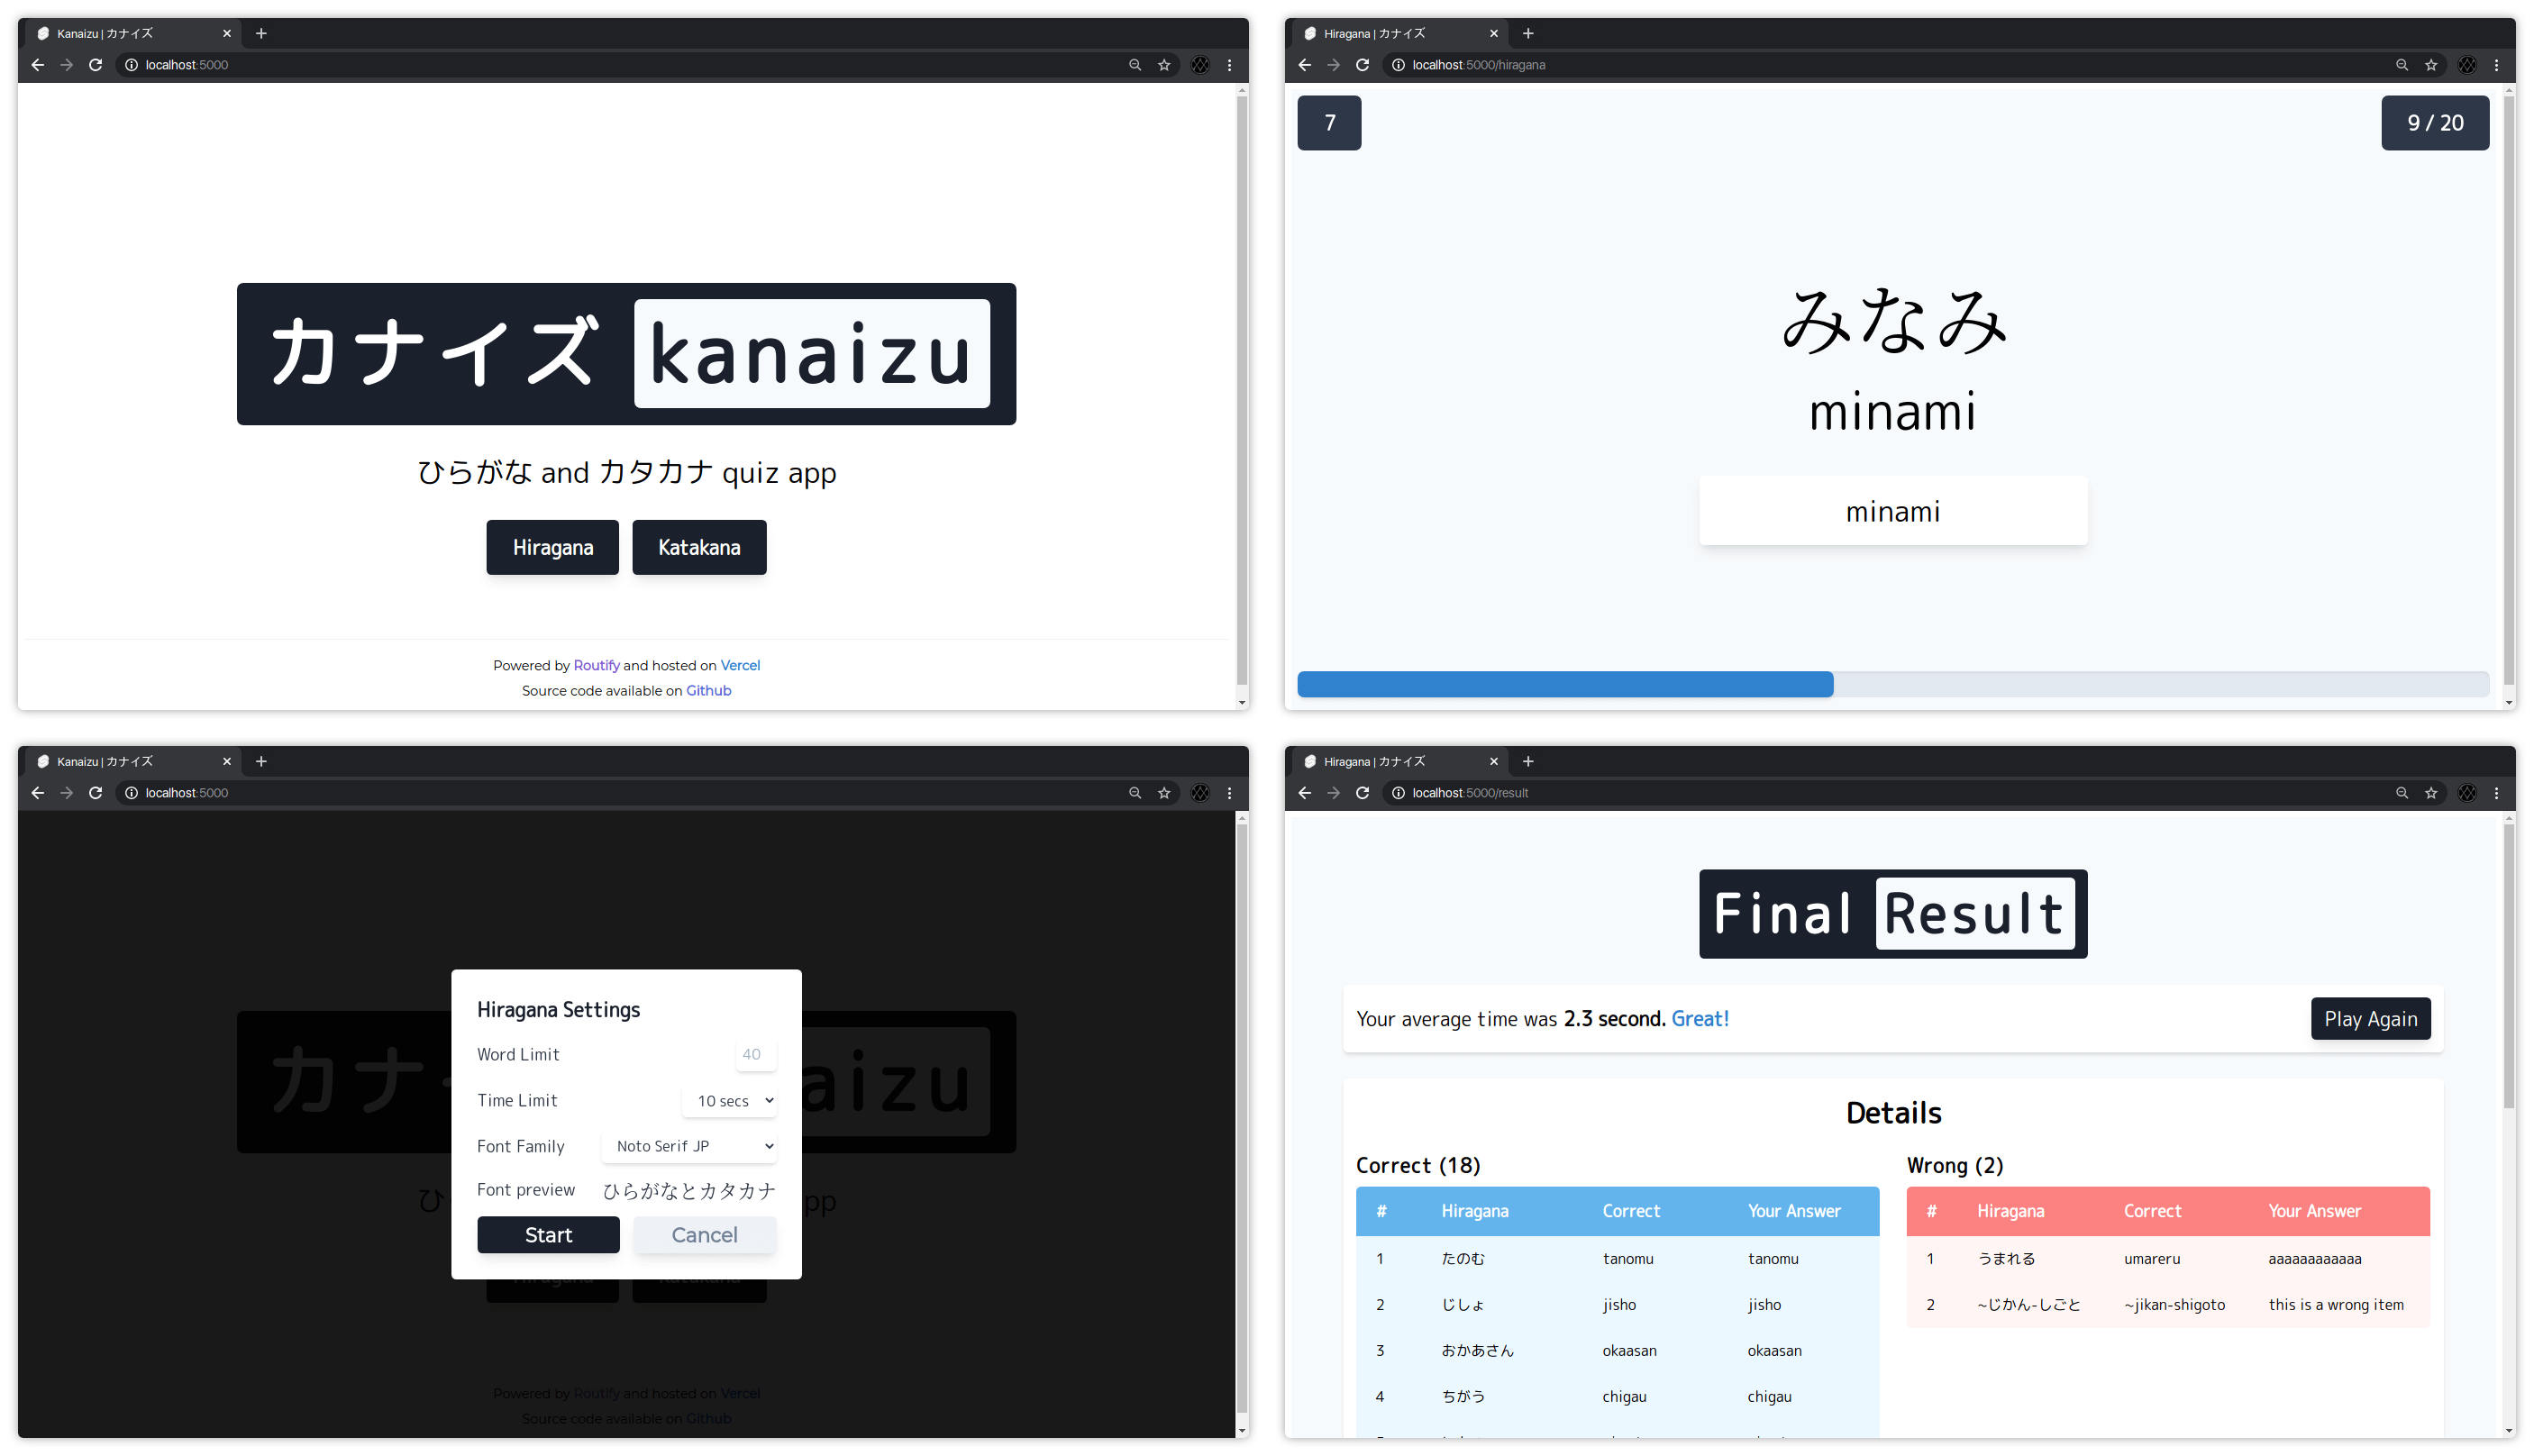 Kanaizu | カナイズ
localhost:5000
カナイズ kanaizu
ひらがな and カタカナ quiz app
Hiragana Katakana
Powered by Routify and hosted on Vercel
Source code available on Github
Hiragana | カナイズ
localhost:5000/hiragana
7
9 / 20
みなみ
minami
minami
Kanaizu | カナイズ
localhost:5000
カナ aizu
ひ pp
Hiragana Settings
Word Limit 40
Time Limit 10 secs
Font Family Noto Serif JP
Font preview ひらがなとカタカナ
Start Cancel
Hiragana Katakana
Powered by Routify and hosted on Vercel
Source code available on Github
Hiragana | カナイズ
localhost:5000/result
Final Result
Your average time was 2.3 second. Great!
Play Again
Details
Correct (18)
# Hiragana Correct Your Answer
1 たのむ tanomu tanomu
2 じしょ jisho jisho
3 おかあさん okaasan okaasan
4 ちがう chigau chigau
Wrong (2)
# Hiragana Correct Your Answer
1 うまれる umareru aaaaaaaaaaaa
2 ~じかん-しごと ~jikan-shigoto this is a wrong item